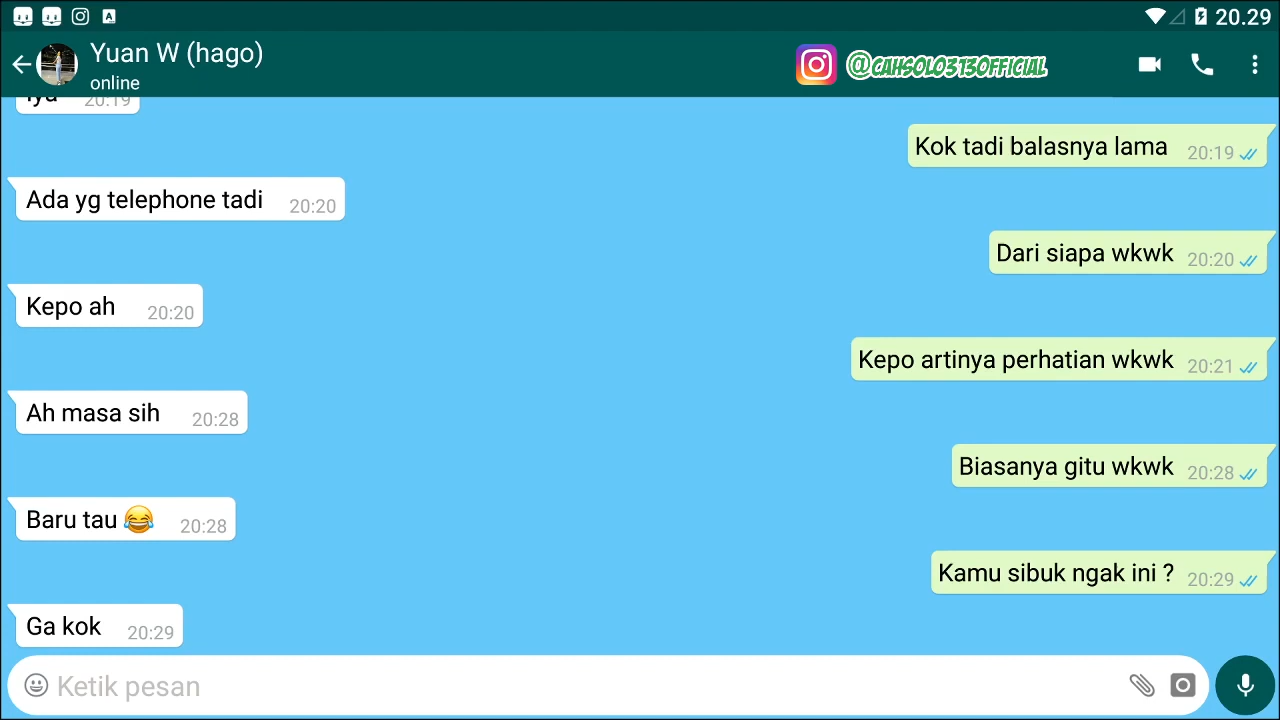 20.29
Yuan W (hago)
online
@CAHSOLO313OFFICIAL
Iya 20:19
Kok tadi balasnya lama 20:19
Ada yg telephone tadi 20:20
Dari siapa wkwk 20:20
Kepo ah 20:20
Kepo artinya perhatian wkwk 20:21
Ah masa sih 20:28
Biasanya gitu wkwk 20:28
Baru tau 😂 20:28
Kamu sibuk ngak ini ? 20:29
Ga kok 20:29
Ketik pesan